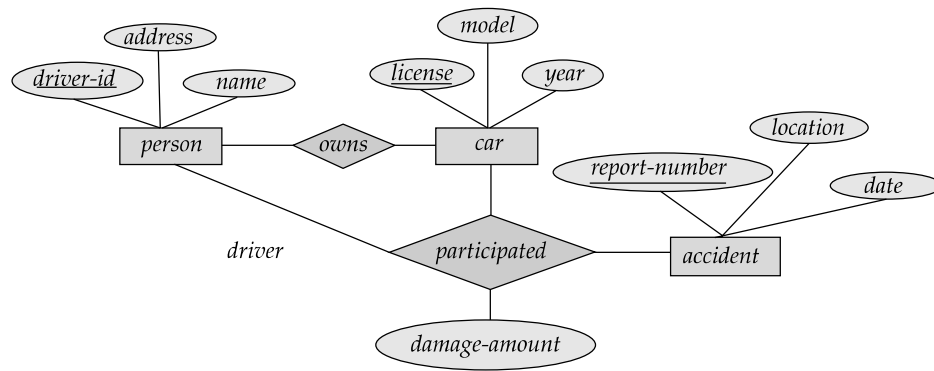 model
address
license
year
driver-id
name
person
owns
car
location
report-number
date
driver
participated
accident
damage-amount